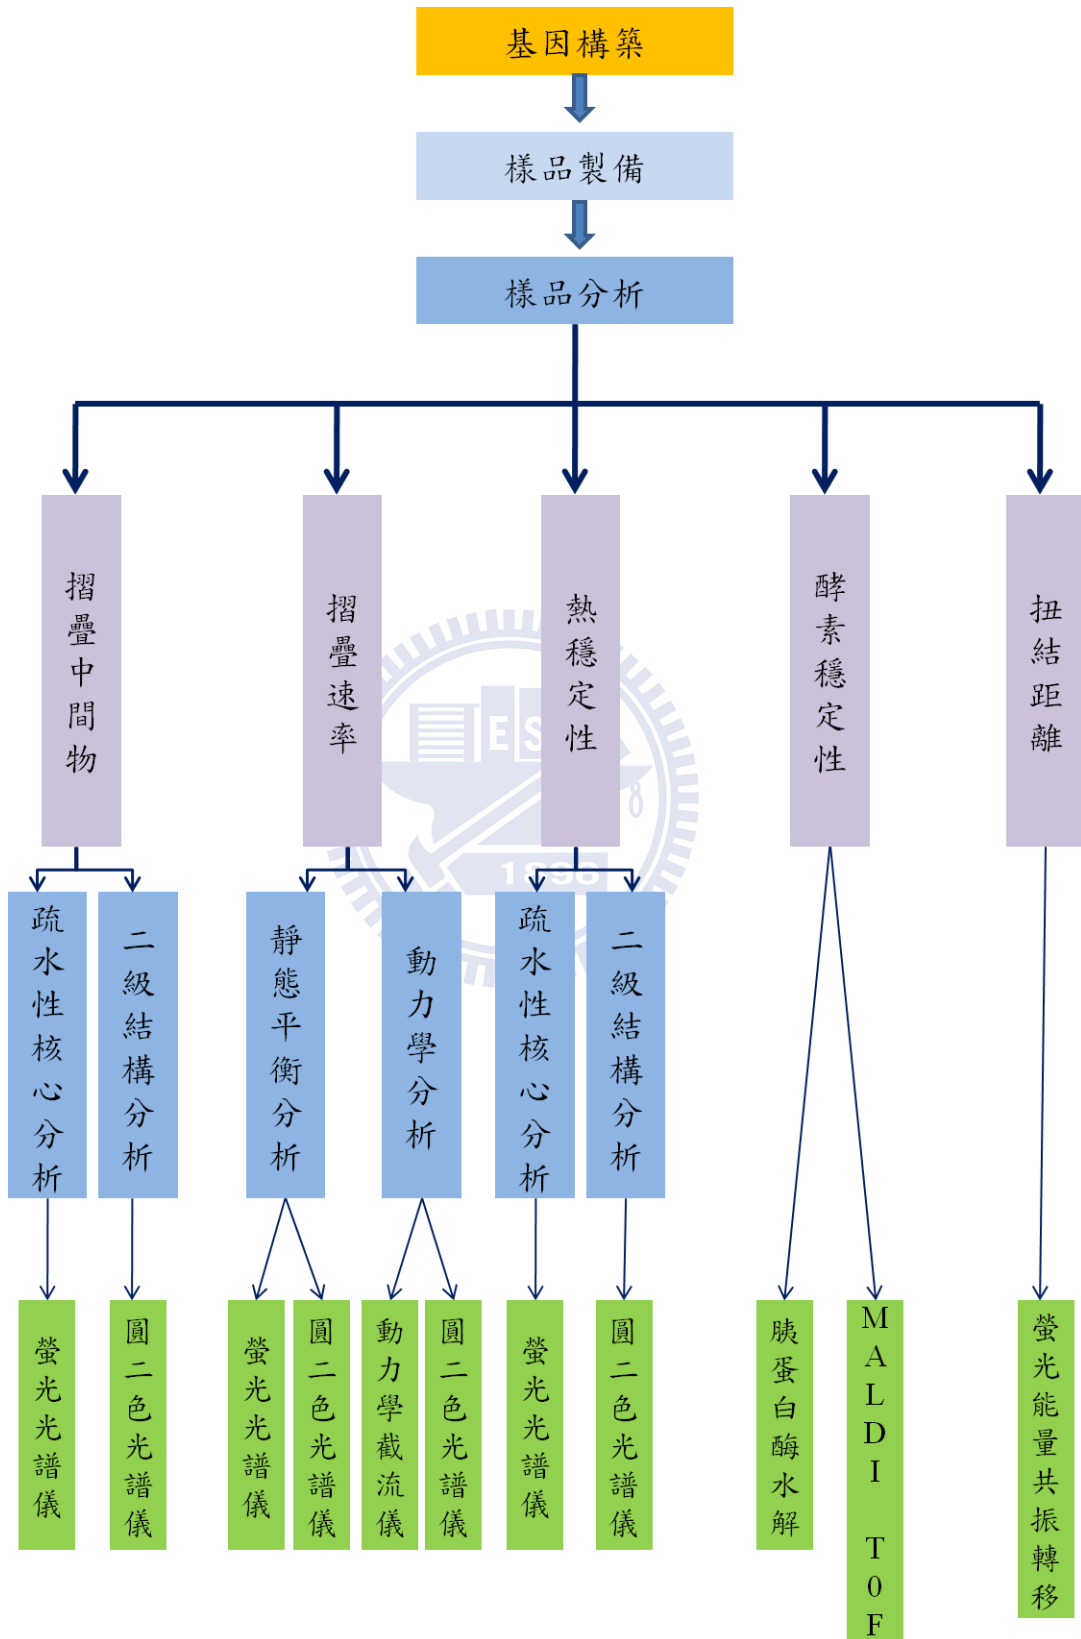 基因構築
樣品製備
樣品分析
摺疊中間物
摺疊速率
熱穩定性
酵素穩定性
扭結距離
ES
1898
疏水性核心分析
二級結構分析
靜態平衡分析
動力學分析
疏水性核心分析
二級結構分析
螢光光譜儀
圓二色光譜儀
螢光光譜儀
圓二色光譜儀
動力學截流儀
圓二色光譜儀
螢光光譜儀
圓二色光譜儀
胰蛋白酶水解
MALDI T0F
螢光能量共振轉移